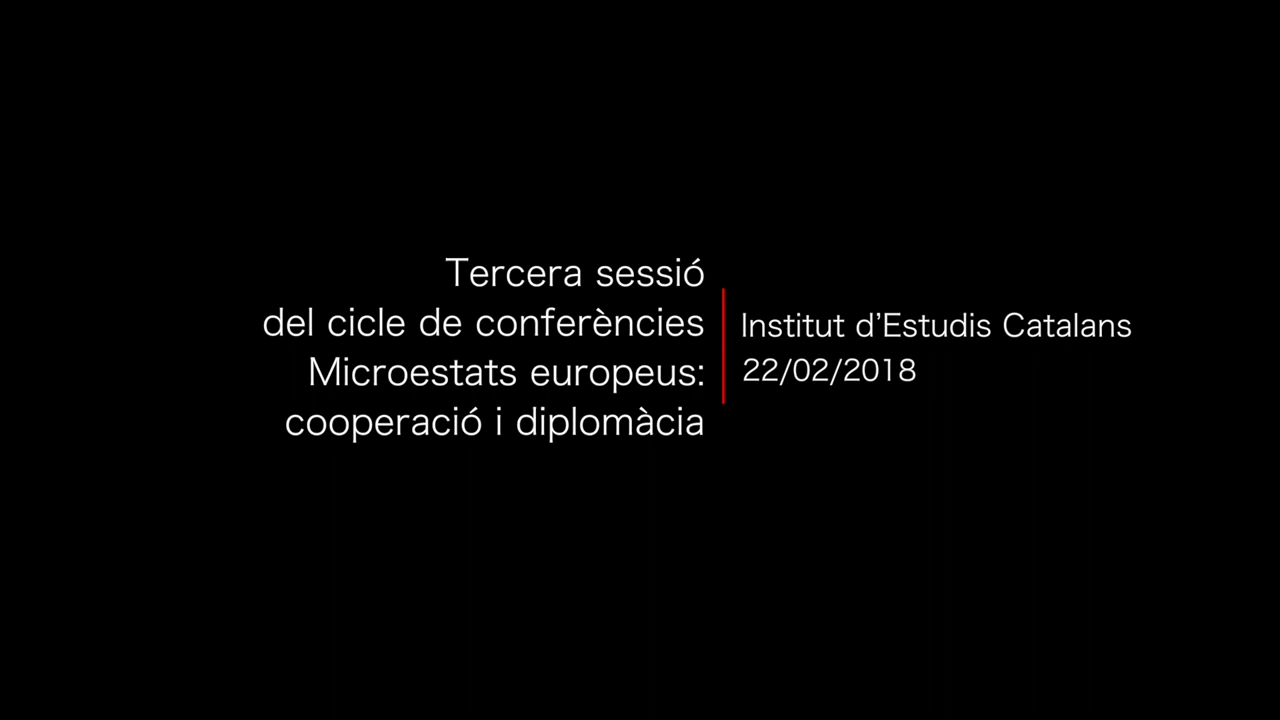 Tercera sessió
del cicle de conferències
Microestats europeus:
cooperació i diplomàcia
Institut d’Estudis Catalans
22/02/2018